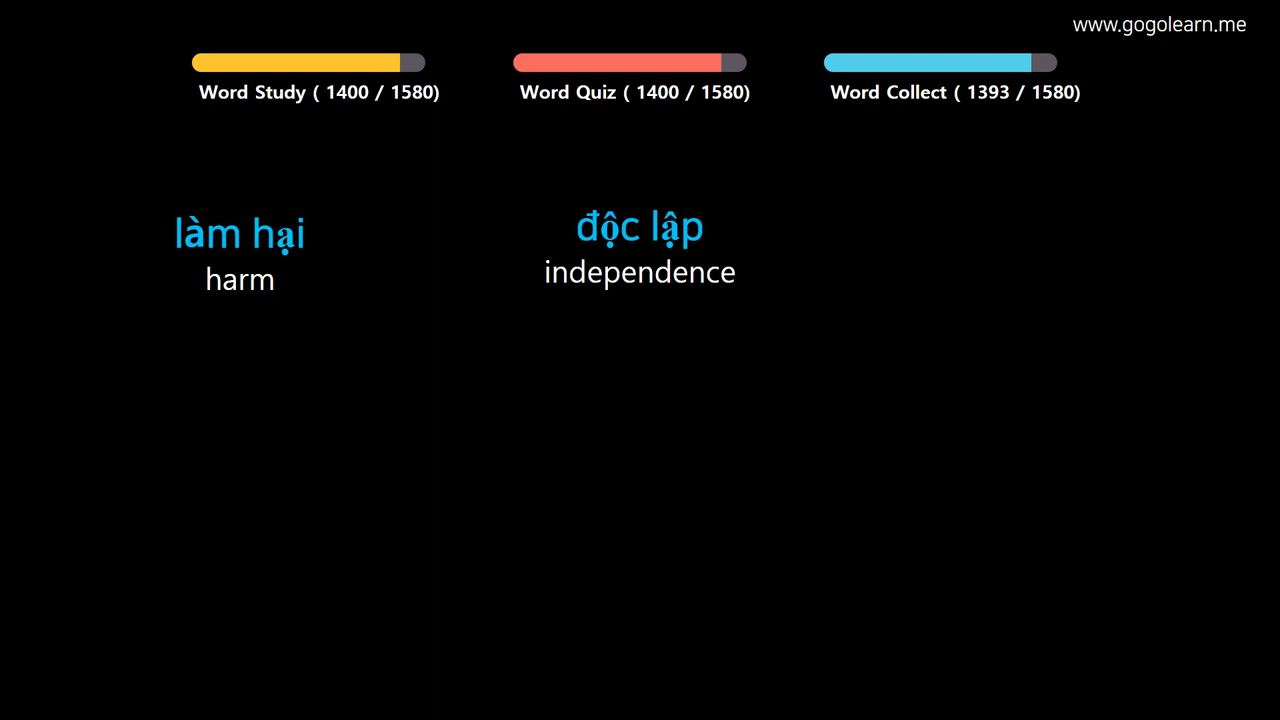 www.gogolearn.me
Word Study ( 1400 / 1580)
Word Quiz ( 1400 / 1580)
Word Collect ( 1393 / 1580)
làm hại
harm
độc lập
independence